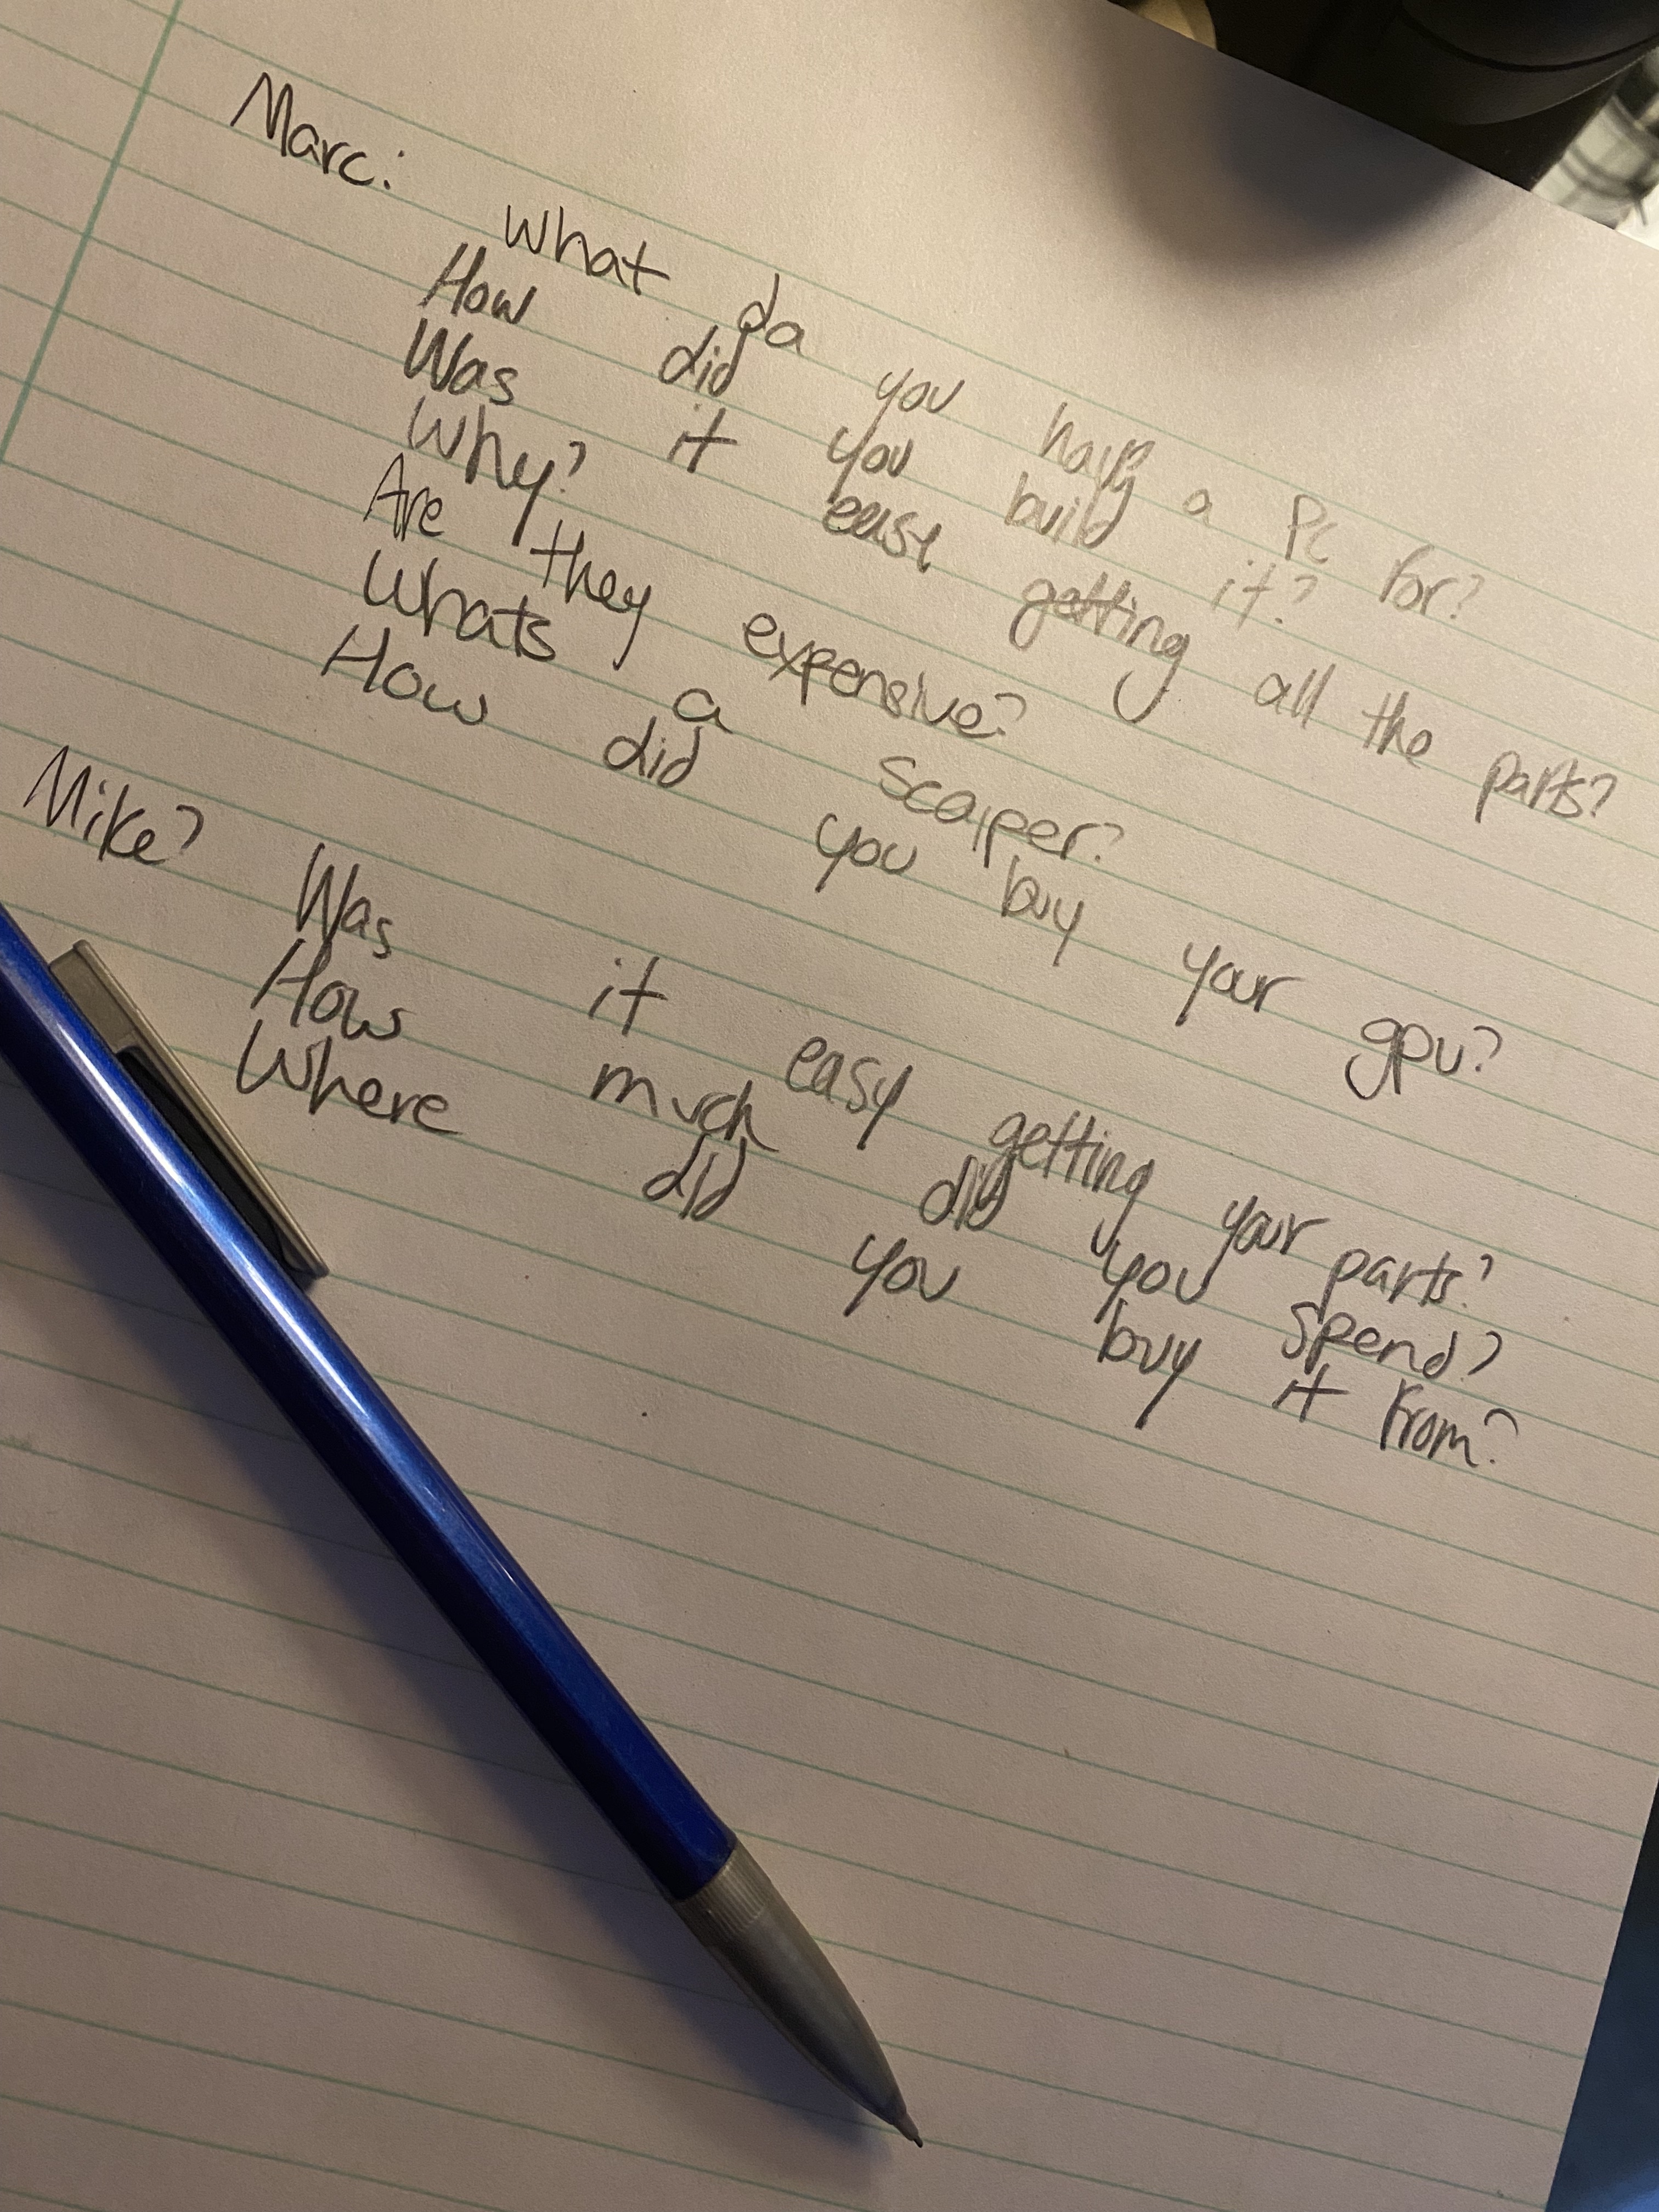 Marc:
What da you have a PC for?
How did you build it?
Was it ease getting all the parts?
Why?
Are they expensive?
Whats a scalper?
How did you buy your gpu?
Mike?
Was it easy getting your parts?
How much did you spend?
Where did you buy it from?